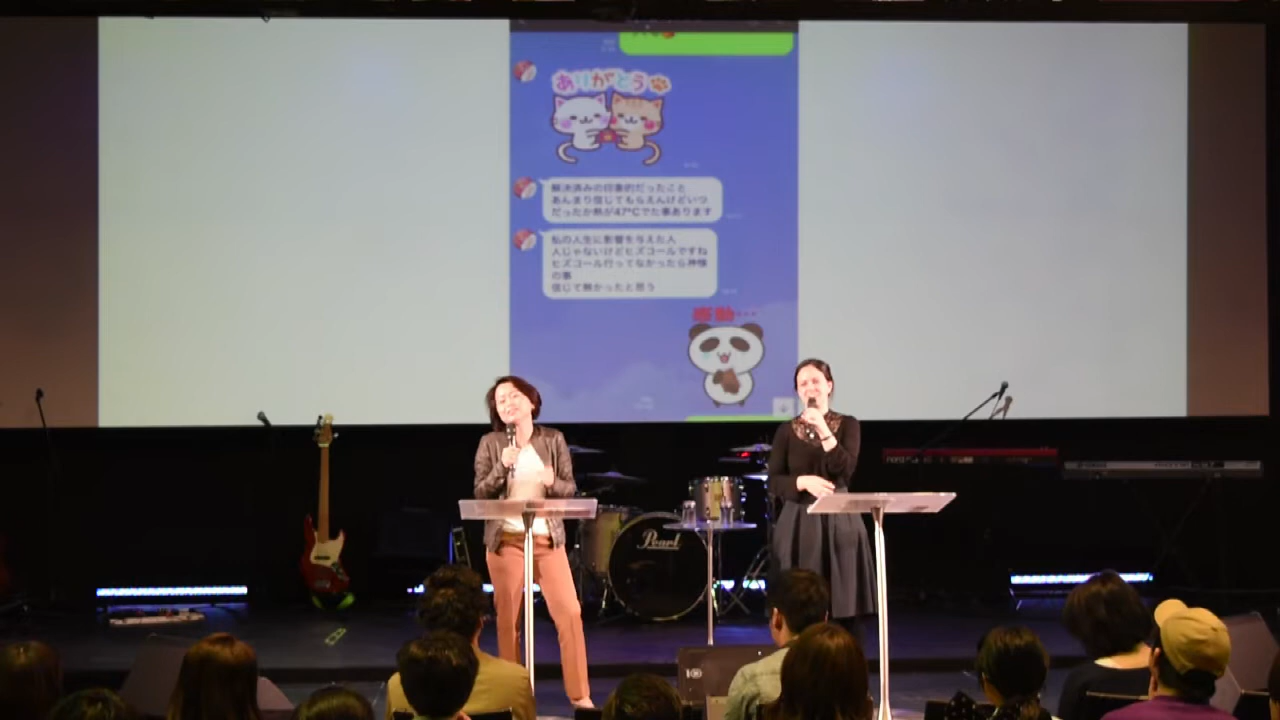 ありがとう
解決済みの印象的だったこと
あんまり信じてもらえんけどいつ
だったか熱が47°Cでた事あります
私の人生に影響を与えた人
人じゃないけどヒズコールですね
ヒズコール行ってなかったら神様
の事
信じて無かったと思う
感動…
Pearl